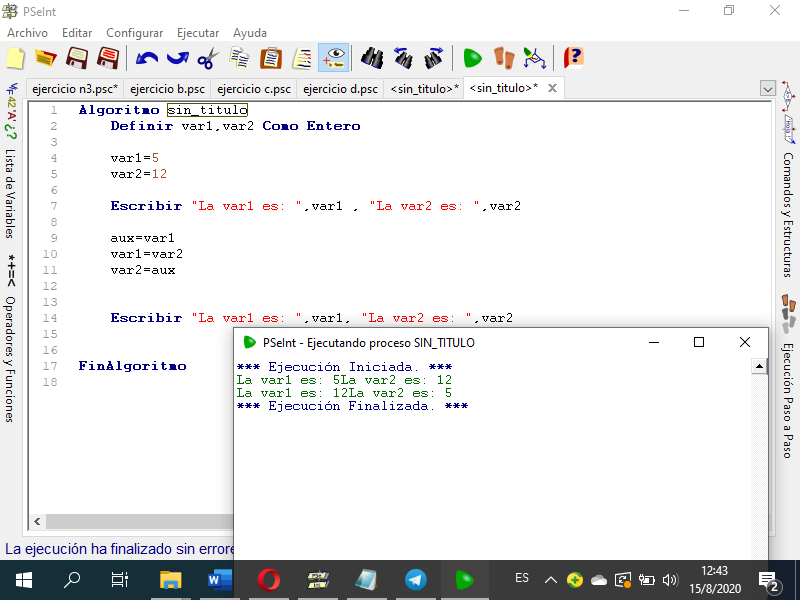 PSeInt
Archivo Editar Configurar Ejecutar Ayuda
ejercicio n3.psc* ejercicio b.psc ejercicio c.psc ejercicio d.psc <sin_titulo>* <sin_titulo>*
1 Algoritmo sin_titulo
2 Definir var1,var2 Como Entero
3
4 var1=5
5 var2=12
6
7 Escribir "La var1 es: ",var1 , "La var2 es: ",var2
8
9 aux=var1
10 var1=var2
11 var2=aux
12
13
14 Escribir "La var1 es: ",var1, "La var2 es: ",var2
15
16
17 FinAlgoritmo
18
*+=< Operadores y Funciones
42 'A' ¿? Lista de Variables
Comandos y Estructuras
Ejecución Paso a Paso
PSeInt - Ejecutando proceso SIN_TITULO
*** Ejecución Iniciada. ***
La var1 es: 5La var2 es: 12
La var1 es: 12La var2 es: 5
*** Ejecución Finalizada. ***
La ejecución ha finalizado sin errore
ES
12:43
15/8/2020
2